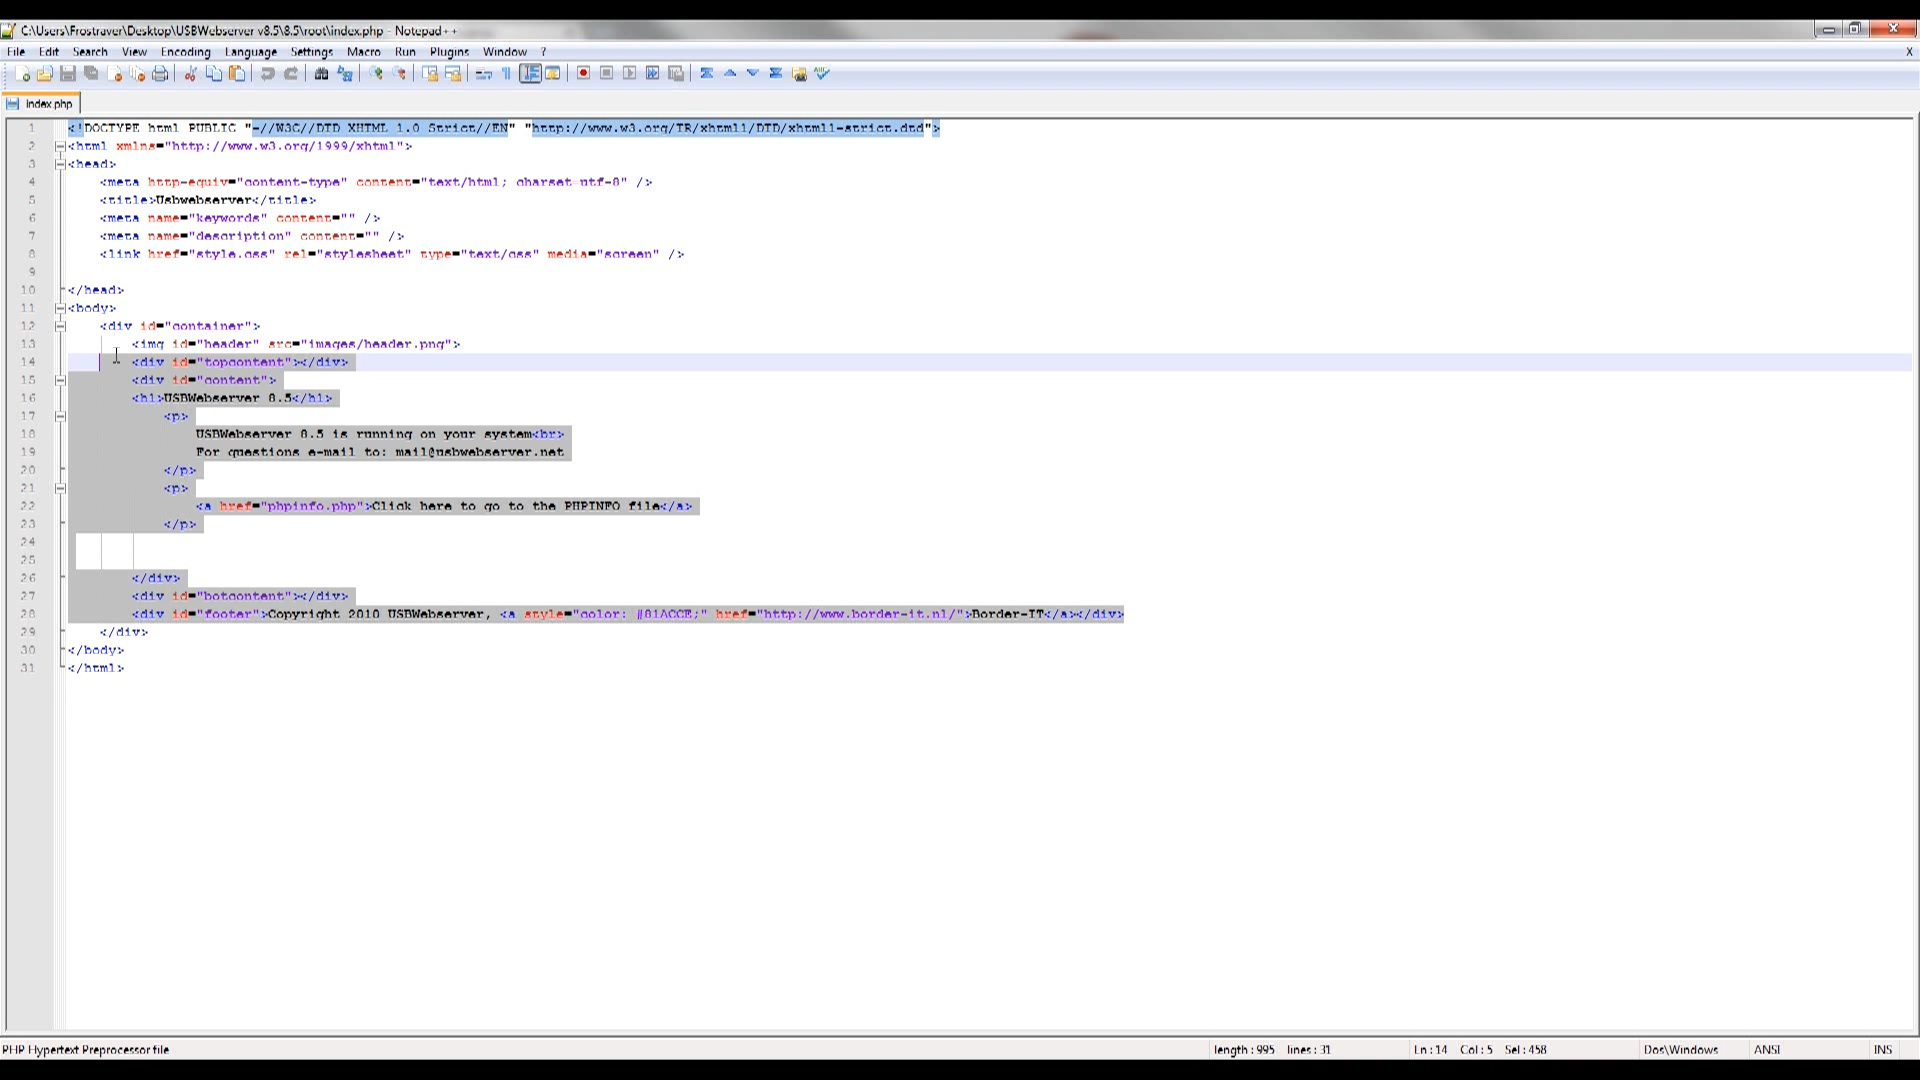 C:\Users\Frostraver\Desktop\USBWebserver v8.5\8.5\root\index.php - Notepad++
File Edit Search View Encoding Language Settings Macro Run Plugins Window ? X
index.php
1 <!DOCTYPE html PUBLIC "-//W3C//DTD XHTML 1.0 Strict//EN" "http://www.w3.org/TR/xhtml1/DTD/xhtml1-strict.dtd">
2 <html xmlns="http://www.w3.org/1999/xhtml">
3 <head>
4 <meta http-equiv="content-type" content="text/html; charset=utf-8" />
5 <title>Usbwebserver</title>
6 <meta name="keywords" content="" />
7 <meta name="description" content="" />
8 <link href="style.css" rel="stylesheet" type="text/css" media="screen" />
9
10 </head>
11 <body>
12 <div id="container">
13 <img id="header" src="images/header.png">
14 <div id="topcontent"></div>
15 <div id="content">
16 <h1>USBWebserver 8.5</h1>
17 <p>
18 USBWebserver 8.5 is running on your system<br>
19 For questions e-mail to: mail@usbwebserver.net
20 </p>
21 <p>
22 <a href="phpinfo.php">Click here to go to the PHPINFO file</a>
23 </p>
24
25
26 </div>
27 <div id="botcontent"></div>
28 <div id="footer">Copyright 2010 USBWebserver, <a style="color: #81ACCE;" href="http://www.border-it.nl/">Border-IT</a></div>
29 </div>
30 </body>
31 </html>
PHP Hypertext Preprocessor file length : 995 lines : 31 Ln : 14 Col : 5 Sel : 458 Dos\Windows ANSI INS